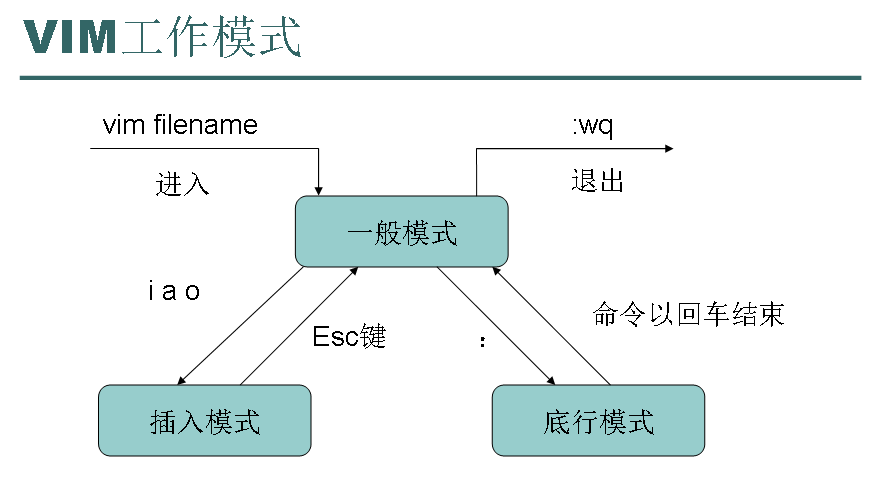 VIM工作模式
vim filename
:wq
进入
退出
一般模式
i a o
Esc键
：
命令以回车结束
插入模式
底行模式